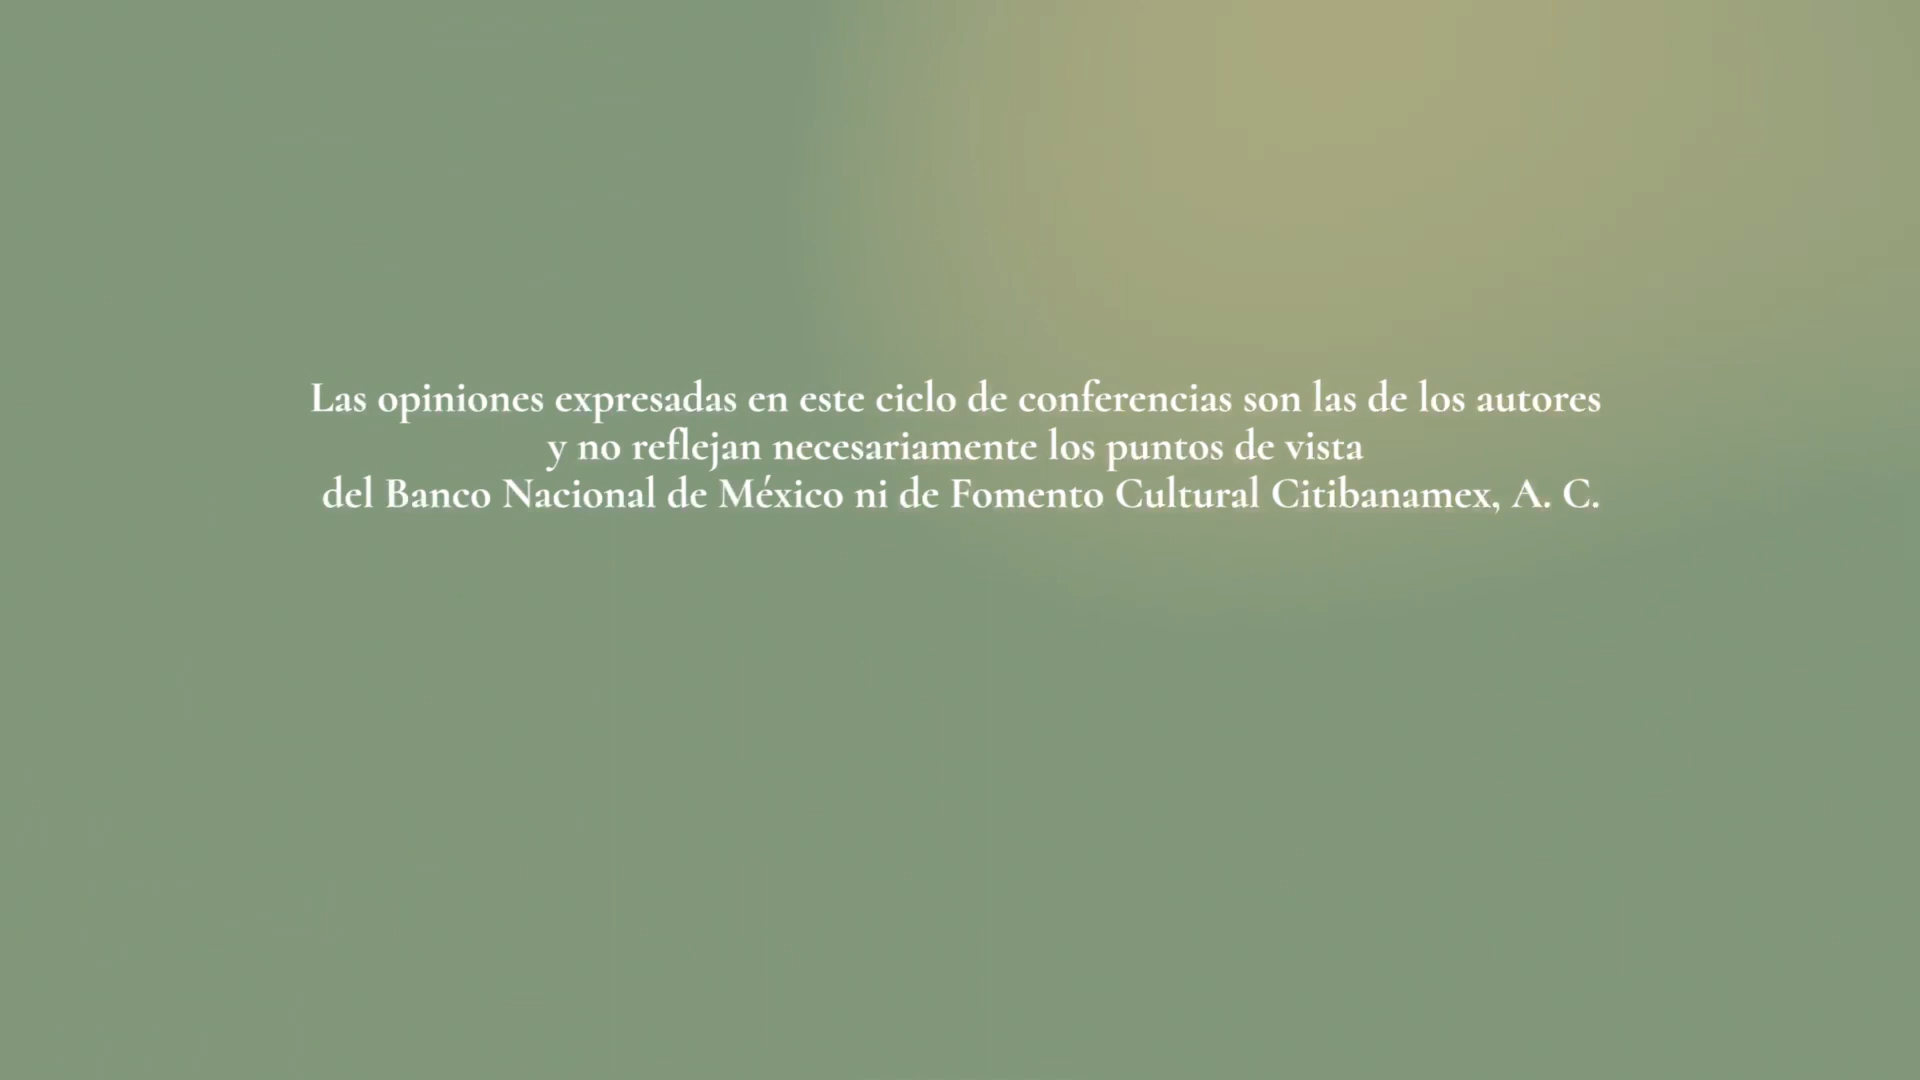 Las opiniones expresadas en este ciclo de conferencias son las de los autores
y no reflejan necesariamente los puntos de vista
del Banco Nacional de México ni de Fomento Cultural Citibanamex, A. C.